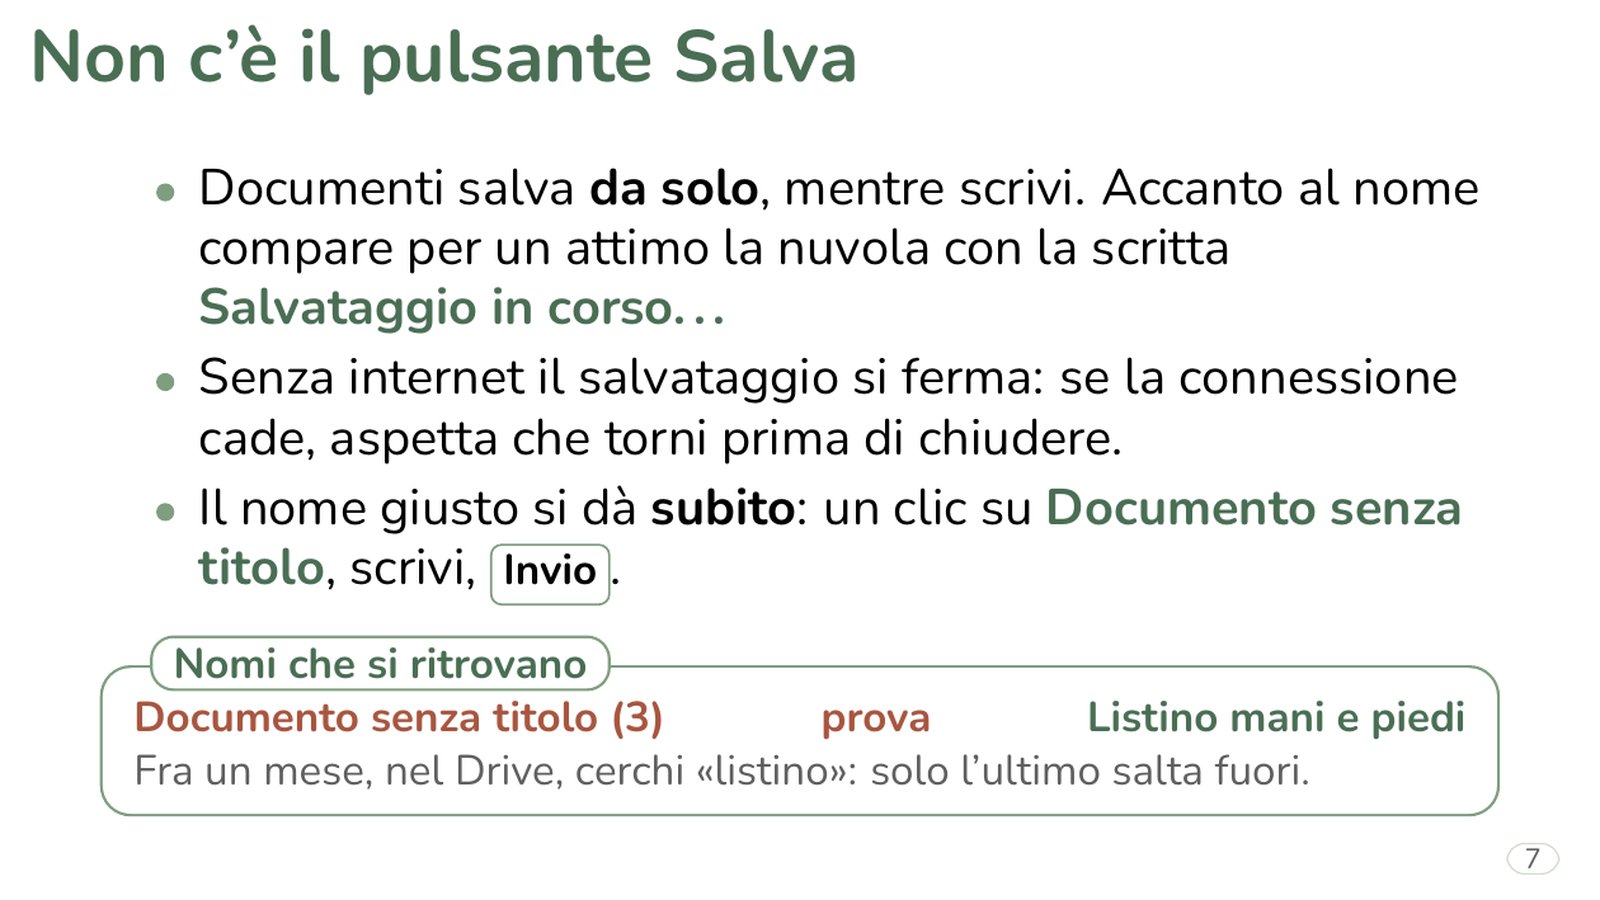 Non c’è il pulsante Salva
• Documenti salva da solo, mentre scrivi. Accanto al nome
compare per un attimo la nuvola con la scritta
Salvataggio in corso...
• Senza internet il salvataggio si ferma: se la connessione
cade, aspetta che torni prima di chiudere.
• Il nome giusto si dà subito: un clic su Documento senza
titolo, scrivi, Invio.
Nomi che si ritrovano
Documento senza titolo (3) prova Listino mani e piedi
Fra un mese, nel Drive, cerchi «listino»: solo l’ultimo salta fuori.
7